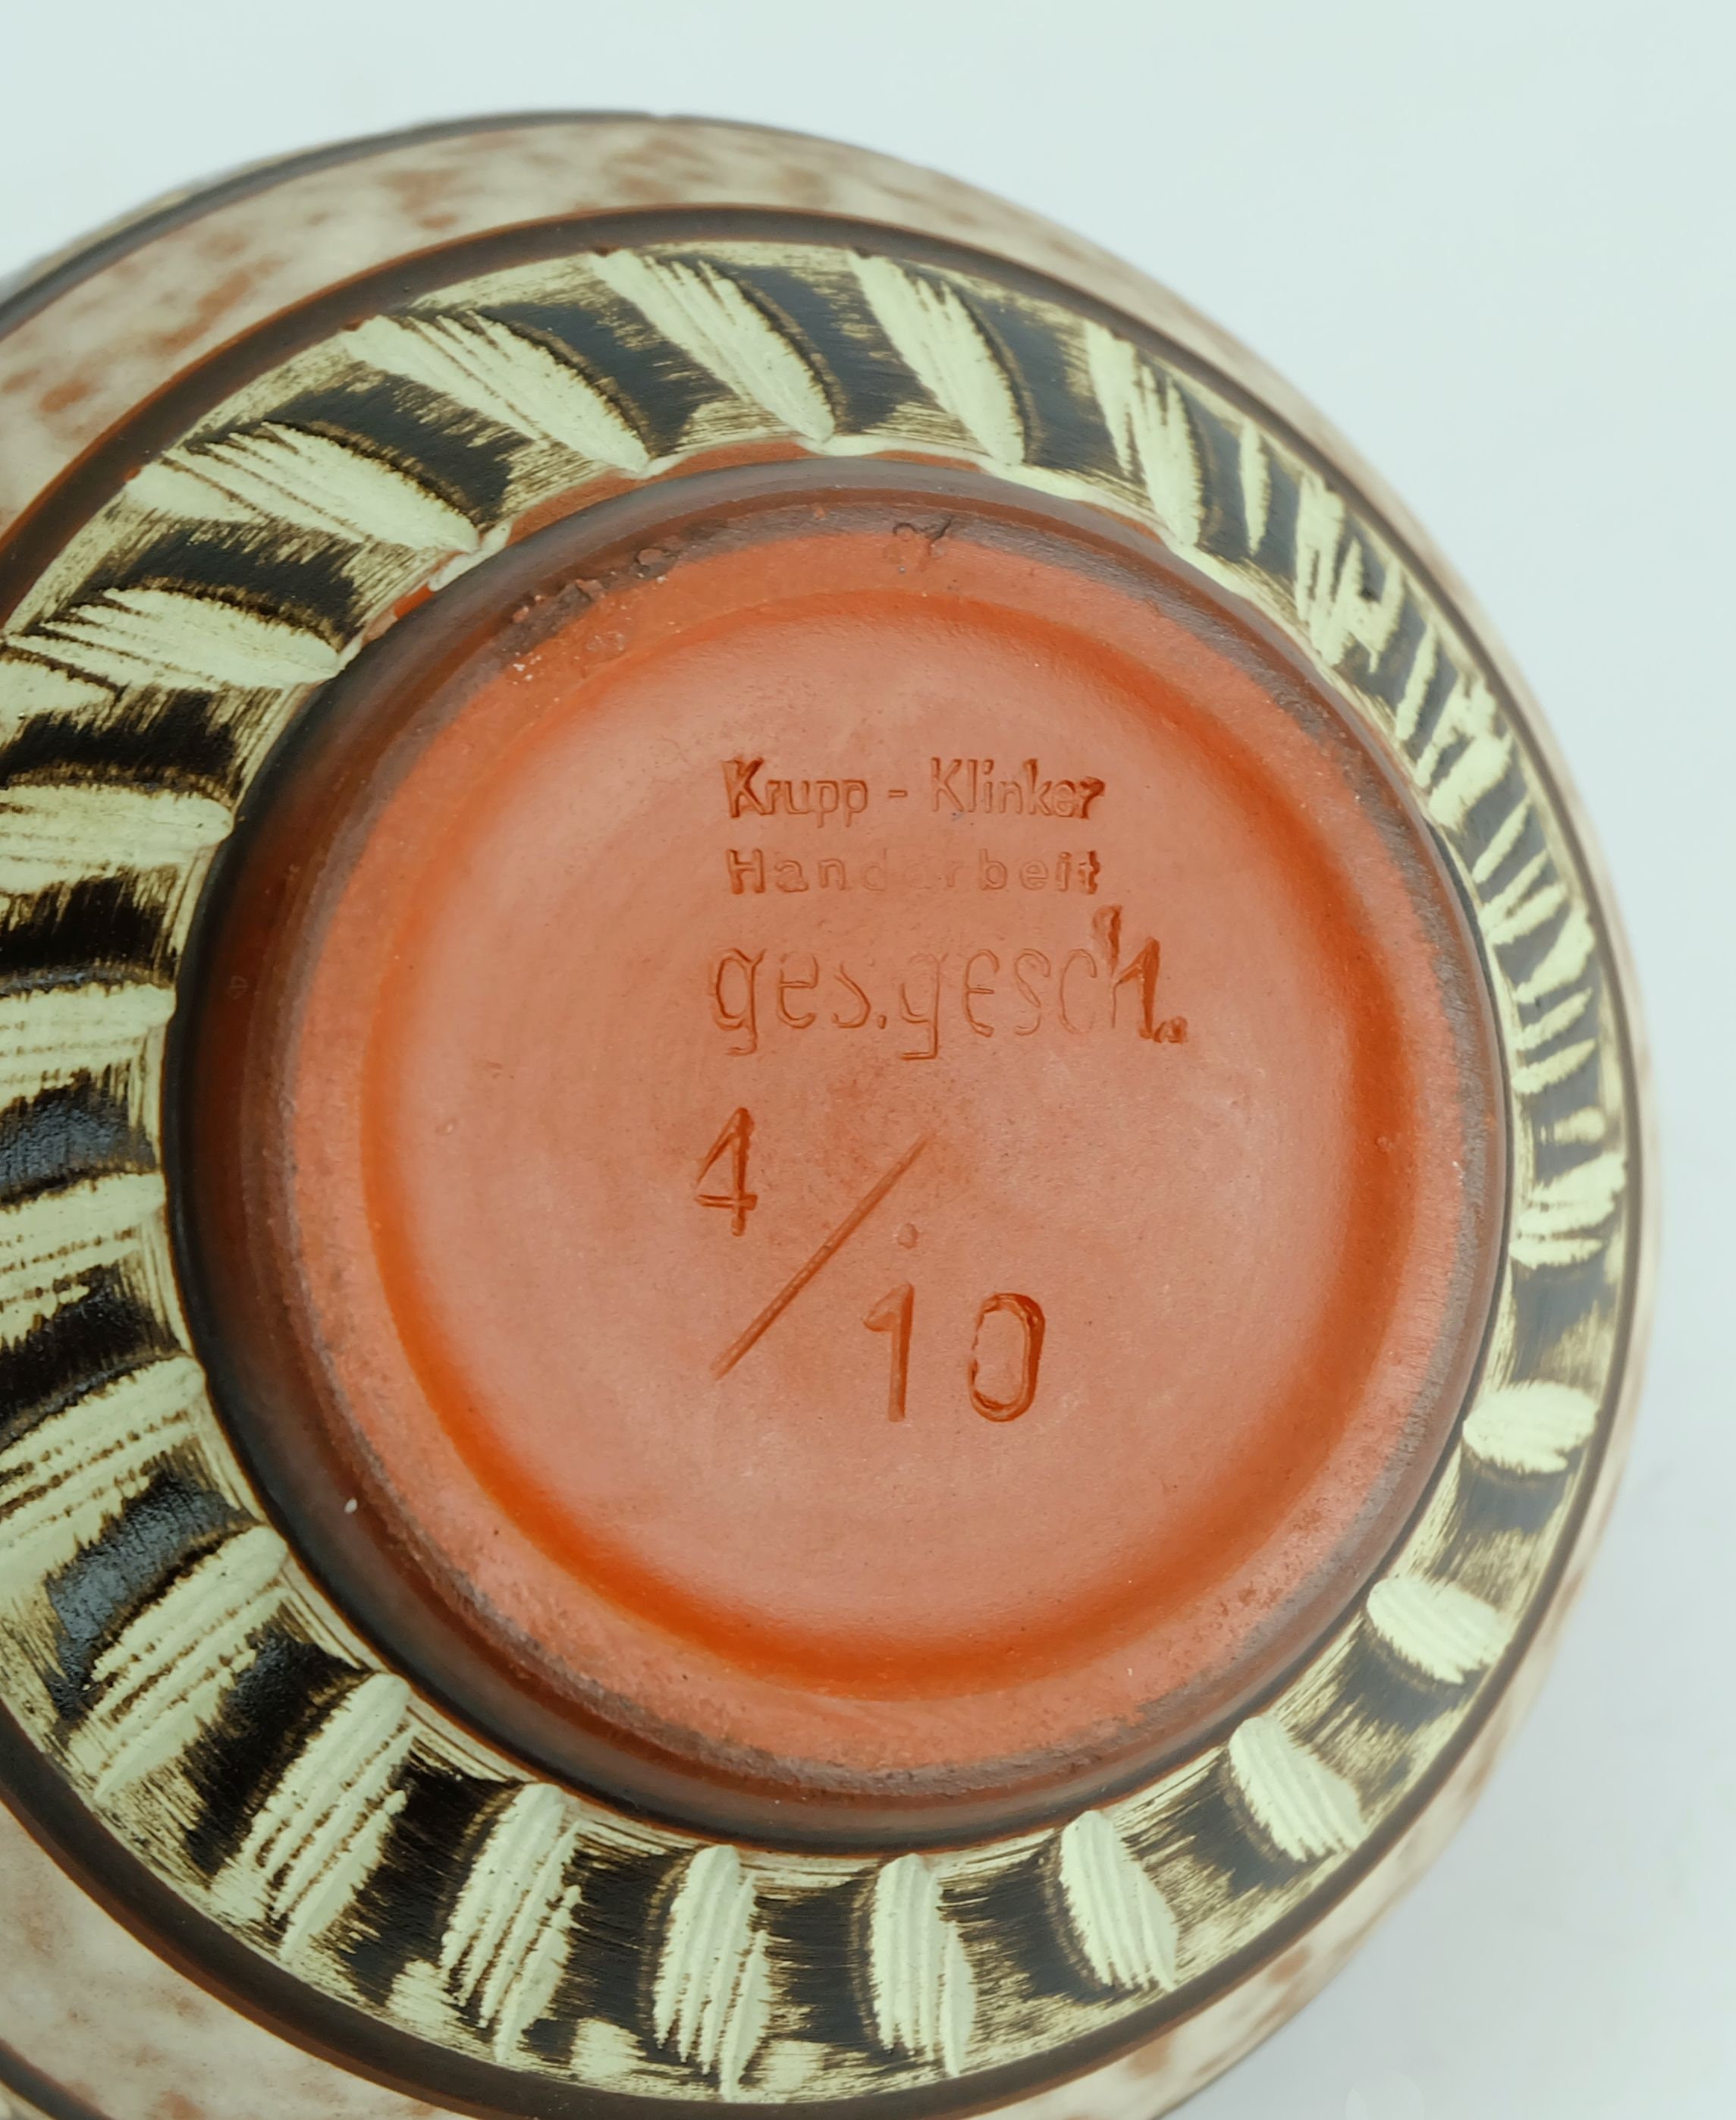 Krupp - Klinker
Handarbeit
ges.gesch.
4/10